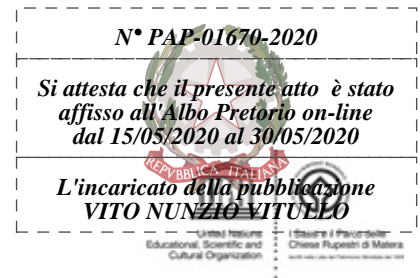 N° PAP-01670-2020
Si attesta che il presente atto è stato
affisso all'Albo Pretorio on-line
dal 15/05/2020 al 30/05/2020
REPVBBLICA ITALIANA
L'incaricato della pubblicazione
VITO NUNZIO VITULLO
United Nations
Educational, Scientific and
Cultural Organization
I Sassi e il Parco delle
Chiese Rupestri di Matera